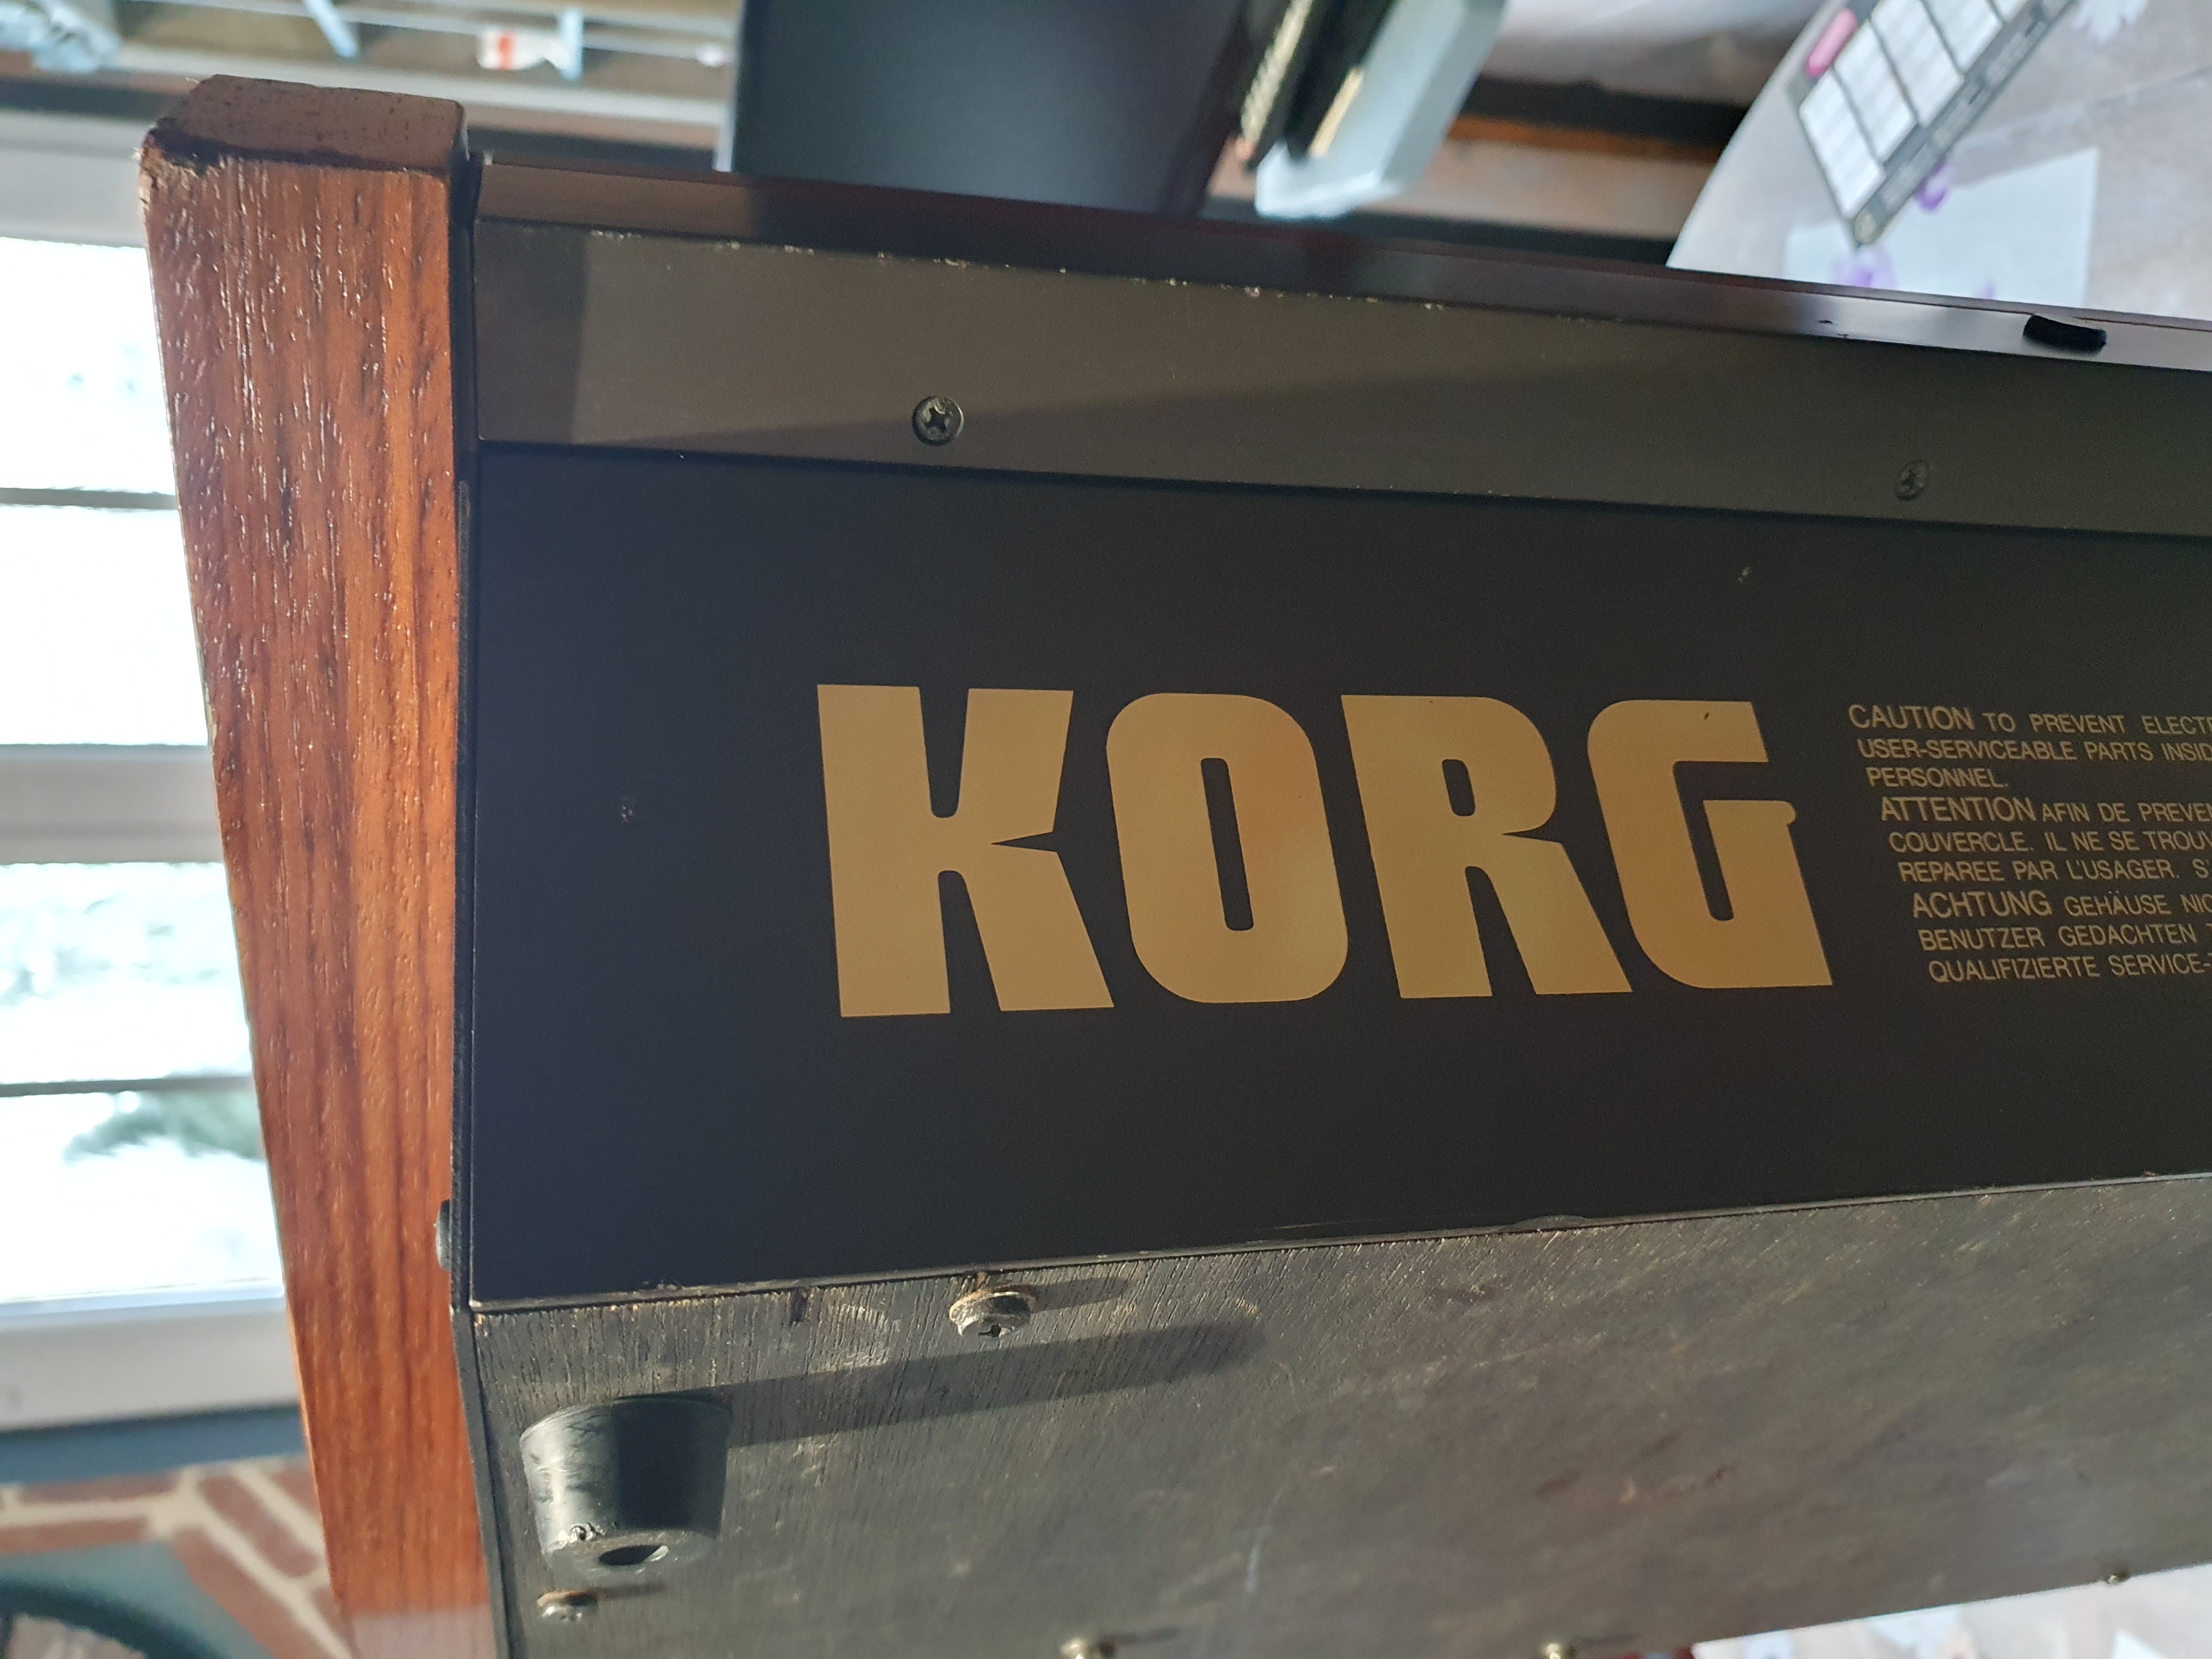 KORG
CAUTION TO PREVENT
USER-SERVICEABLE PARTS
PERSONNEL.
ATTENTION AFIN DE
COUVERCLE. IL NE SE
REPAREE PAR L'USAGER.
ACHTUNG GEHÄUSE
BENUTZER GEDACHTEN
QUALIFIZIERTE